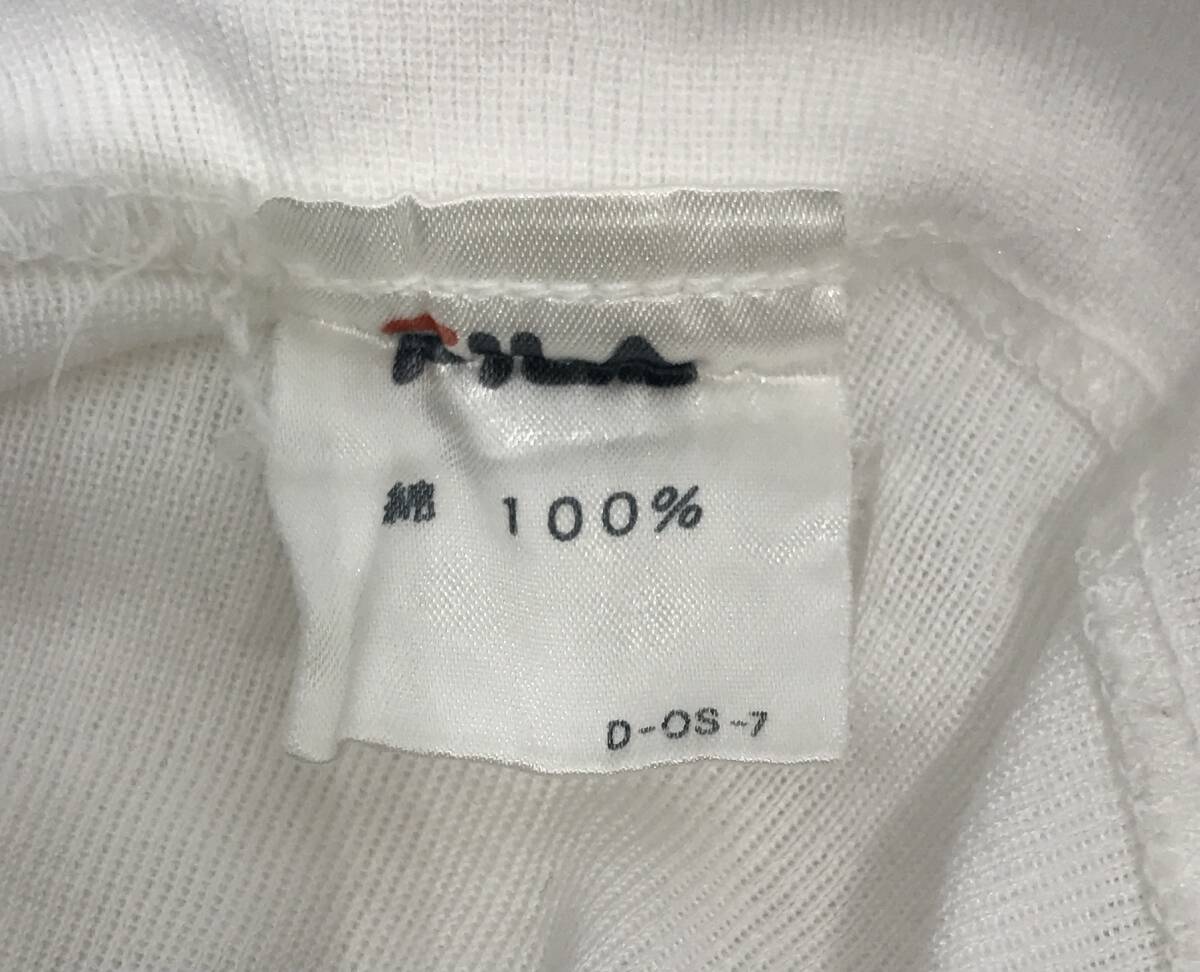 FILA
綿 100%
D-OS-7